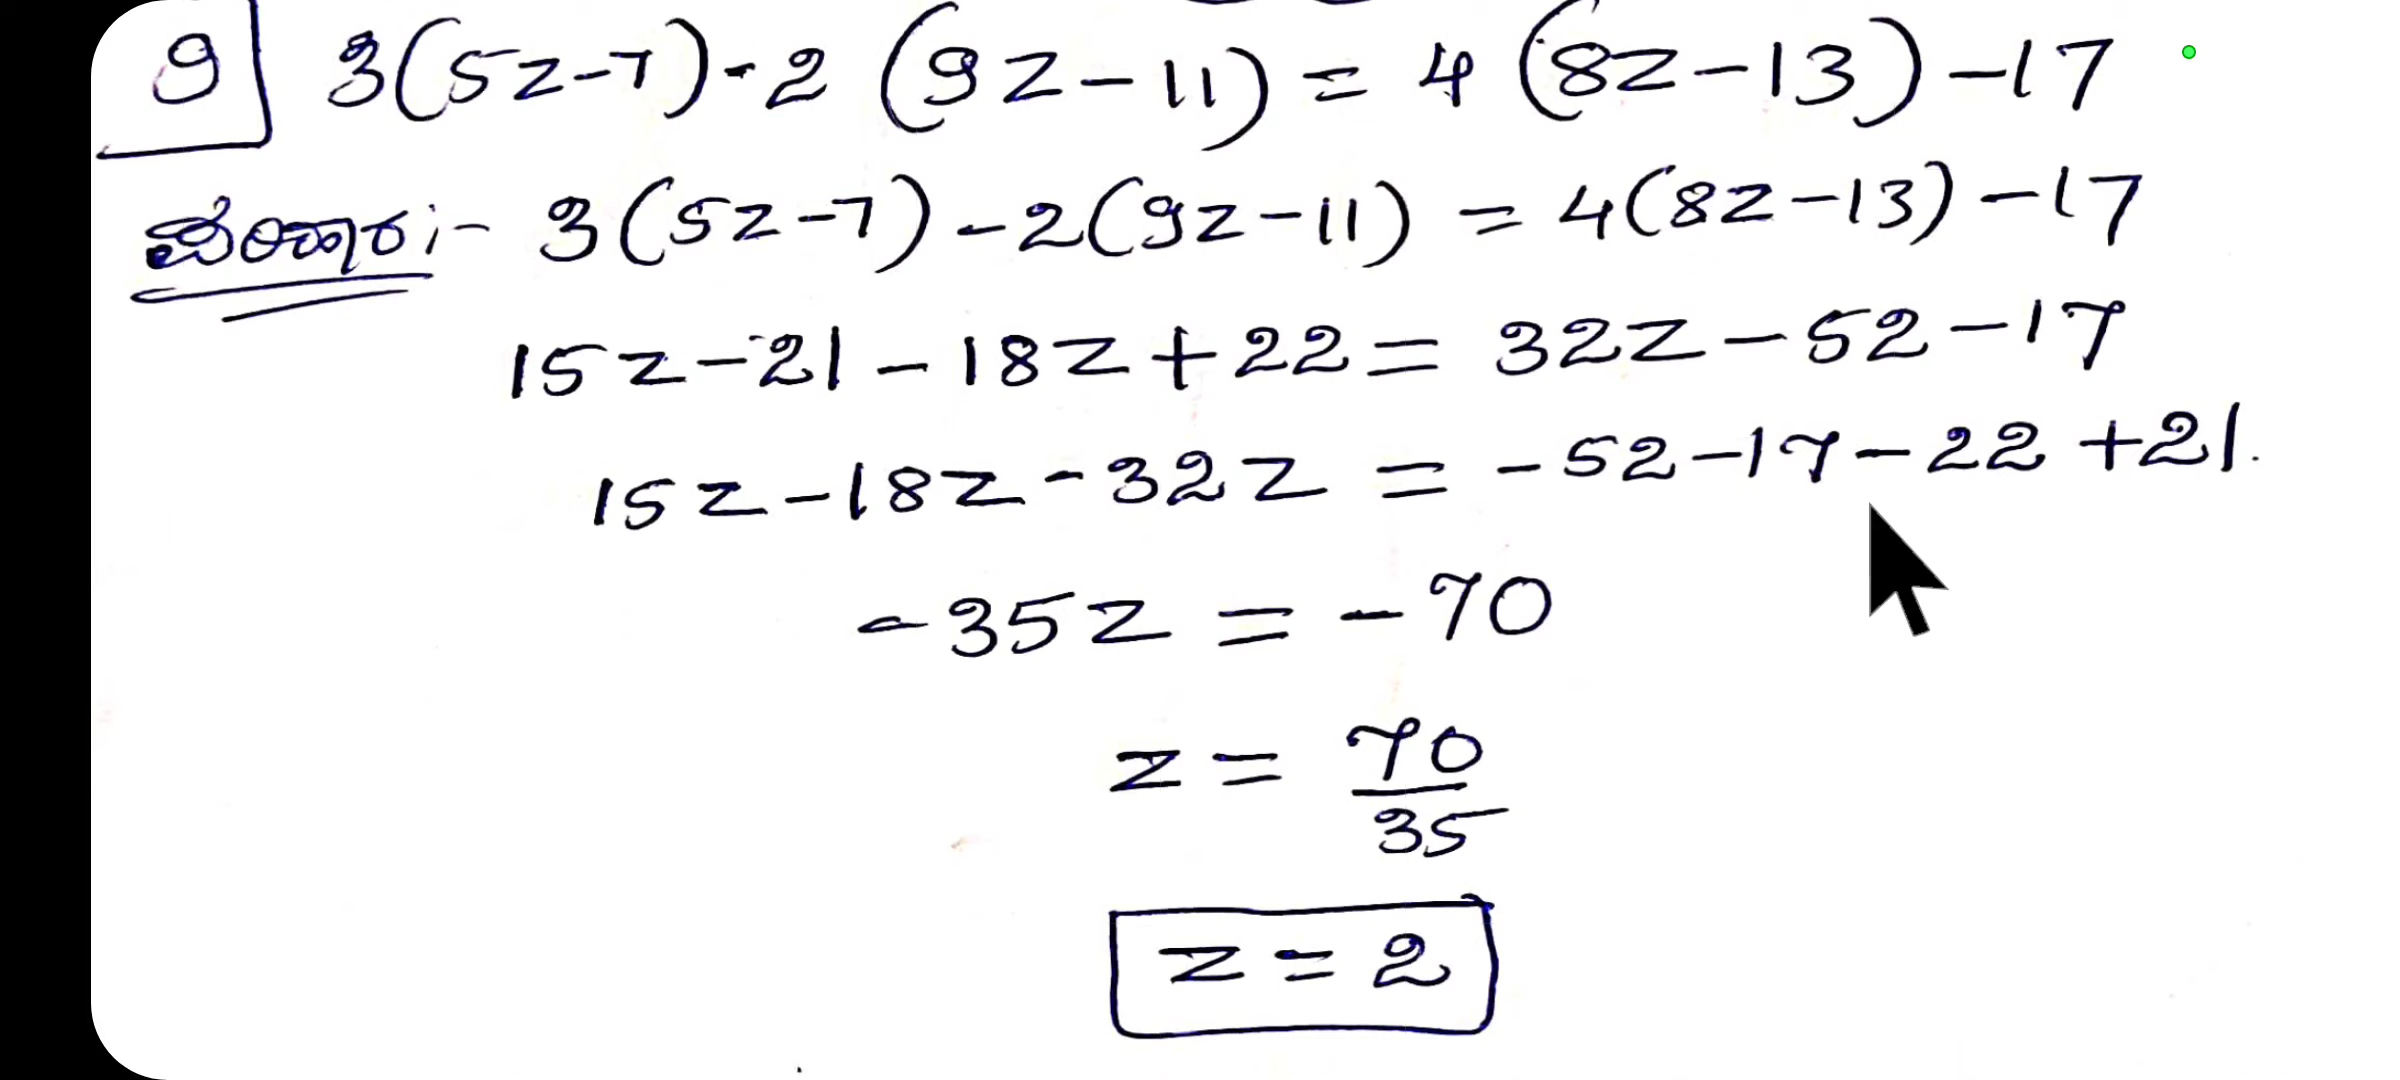 9 3(5z-7)-2(9z-11)=4(8z-13)-17
ಪರಿಹಾರ:- 3(5z-7)-2(9z-11)=4(8z-13)-17
15z-21-18z+22=32z-52-17
15z-18z-32z=-52-17-22+21.
-35z=-70
z=70/35
z=2